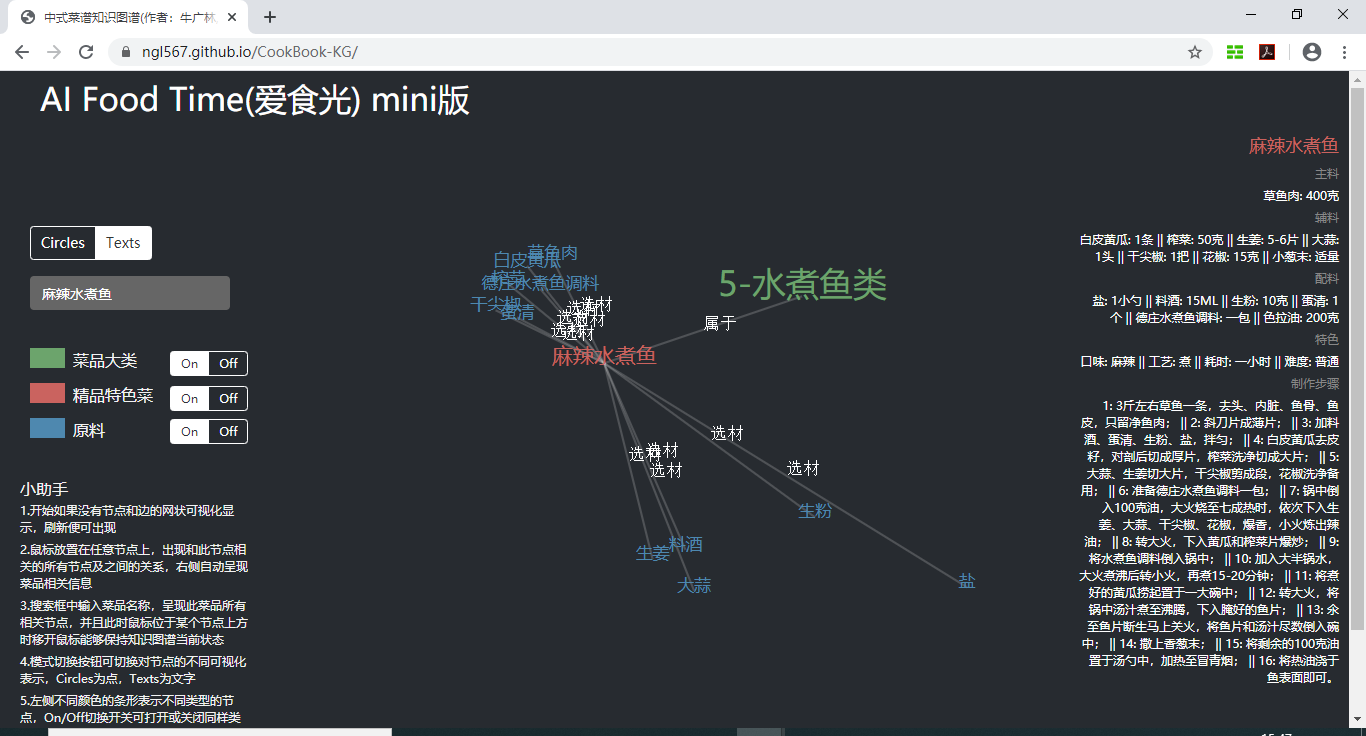 中式菜谱知识图谱(作者：牛广林
ngl567.github.io/CookBook-KG/
AI Food Time(爱食光) mini版
Circles Texts
麻辣水煮鱼
菜品大类 On Off
精品特色菜 On Off
原料 On Off
小助手
1.开始如果没有节点和边的网状可视化显
示，刷新便可出现
2.鼠标放置在任意节点上，出现和此节点相
关的所有节点及之间的关系，右侧自动呈现
菜品相关信息
3.搜索框中输入菜品名称，呈现此菜品所有
相关节点，并且此时鼠标位于某个节点上方
时移开鼠标能够保持知识图谱当前状态
4.模式切换按钮可切换对节点的不同可视化
表示，Circles为点，Texts为文字
5.左侧不同颜色的条形表示不同类型的节
点，On/Off切换开关可打开或关闭同样类
草鱼肉
白皮黄瓜
榨菜
德庄水煮鱼调料
干尖椒
蛋清
选材
选材
选材
选材
选材
选材
5-水煮鱼类
属于
麻辣水煮鱼
选材
选材
选材
选材
选材
生粉
料酒
生姜
大蒜
盐
麻辣水煮鱼
主料
草鱼肉: 400克
辅料
白皮黄瓜: 1条 || 榨菜: 50克 || 生姜: 5-6片 || 大蒜:
1头 || 干尖椒: 1把 || 花椒: 15克 || 小葱末: 适量
配料
盐: 1小勺 || 料酒: 15ML || 生粉: 10克 || 蛋清: 1
个 || 德庄水煮鱼调料: 一包 || 色拉油: 200克
特色
口味: 麻辣 || 工艺: 煮 || 耗时: 一小时 || 难度: 普通
制作步骤
1: 3斤左右草鱼一条，去头、内脏、鱼骨、鱼
皮，只留净鱼肉； || 2: 斜刀片成薄片； || 3: 加料
酒、蛋清、生粉、盐，拌匀； || 4: 白皮黄瓜去皮
籽，对剖后切成厚片，榨菜洗净切成大片； || 5:
大蒜、生姜切大片，干尖椒剪成段，花椒洗净备
用； || 6: 准备德庄水煮鱼调料一包； || 7: 锅中倒
入100克油，大火烧至七成热时，依次下入生
姜、大蒜、干尖椒、花椒，爆香，小火炼出辣
油； || 8: 转大火，下入黄瓜和榨菜片爆炒； || 9:
将水煮鱼调料倒入锅中； || 10: 加入大半锅水，
大火煮沸后转小火，再煮15-20分钟； || 11: 将煮
好的黄瓜捞起置于一大碗中； || 12: 转大火，将
锅中汤汁煮至沸腾，下入腌好的鱼片； || 13: 汆
至鱼片断生马上关火，将鱼片和汤汁尽数倒入碗
中； || 14: 撒上香葱末； || 15: 将剩余的100克油
置于汤勺中，加热至冒青烟； || 16: 将热油浇于
鱼表面即可。